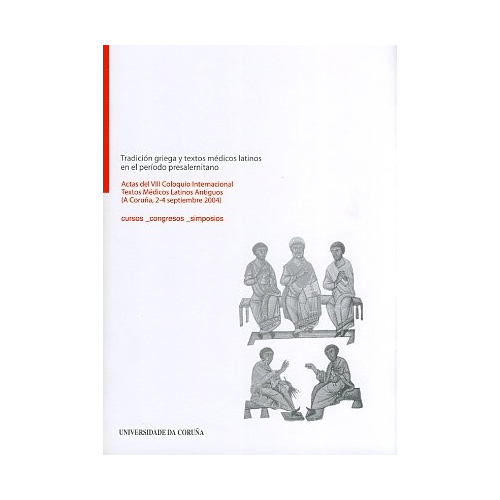 Tradición griega y textos médicos latinos
en el período presalernitano
Actas del VIII Coloquio Internacional
Textos Médicos Latinos Antiguos
(A Coruña, 2-4 septiembre 2004)
cursos _congresos _simposios
UNIVERSIDADE DA CORUÑA